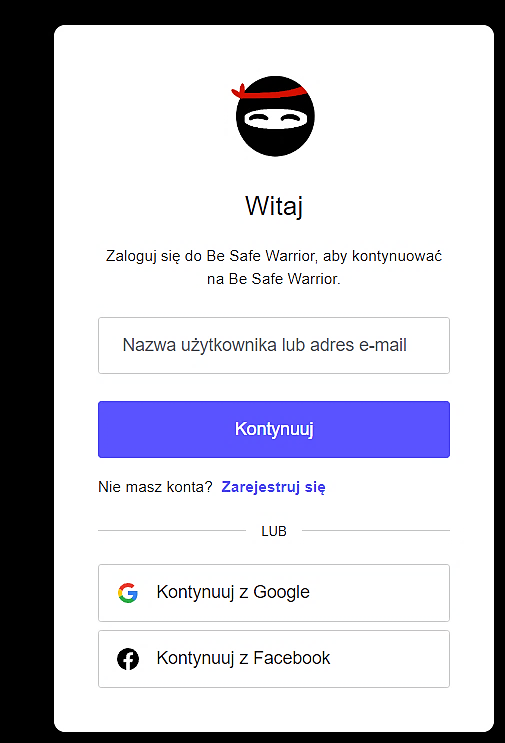 Witaj
Zaloguj się do Be Safe Warrior, aby kontynuować
na Be Safe Warrior.
Nazwa użytkownika lub adres e-mail
Kontynuuj
Nie masz konta? Zarejestruj się
LUB
Kontynuuj z Google
Kontynuuj z Facebook